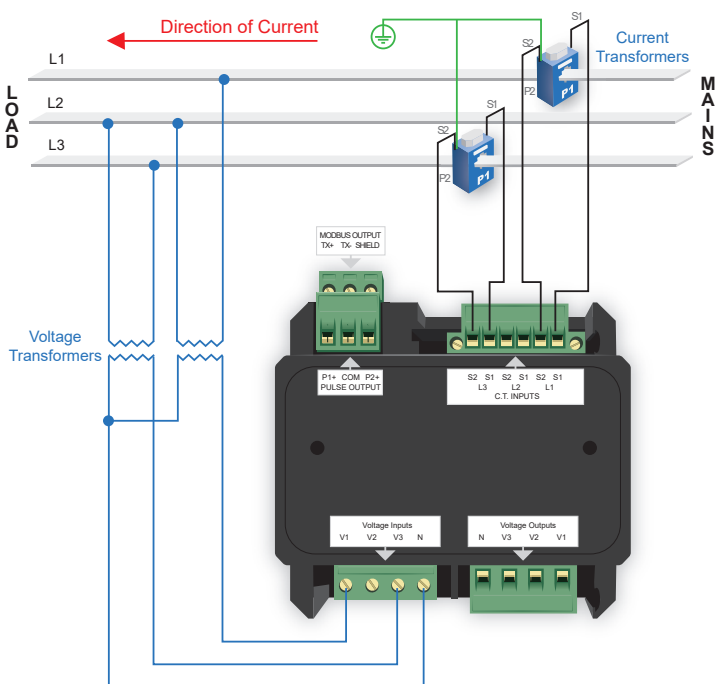 Direction of Current
S1
S2
Current
Transformers
L1
P2
P1
LOAD
MAINS
L2
S1
S2
L3
P2
P1
MODBUS OUTPUT
TX+ TX- SHIELD
Voltage
Transformers
P1+ COM P2+
PULSE OUTPUT
S2 S1 S2 S1 S2 S1
L3 L2 L1
C.T. INPUTS
Voltage Inputs
V1 V2 V3 N
Voltage Outputs
N V3 V2 V1